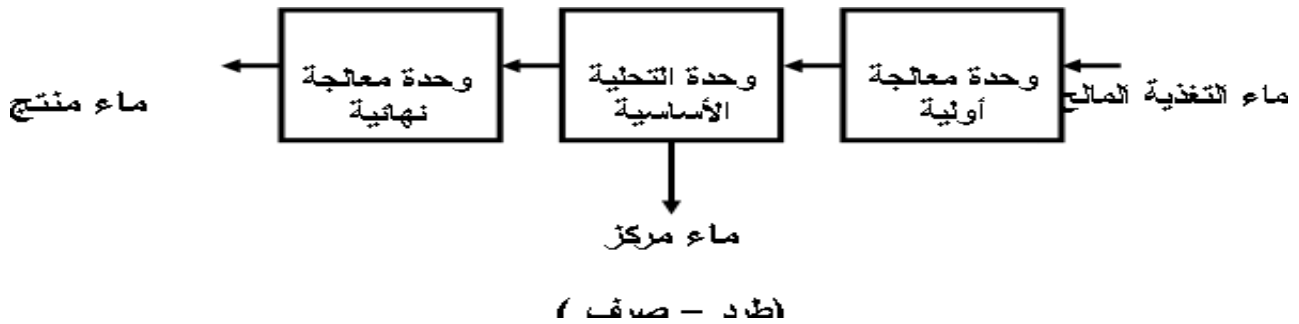 ماء التغذية المالح
وحدة معالجة
أولية
وحدة التحلية
الأساسية
وحدة معالجة
نهائية
ماء منتج
ماء مركز
(طرد – صرف )